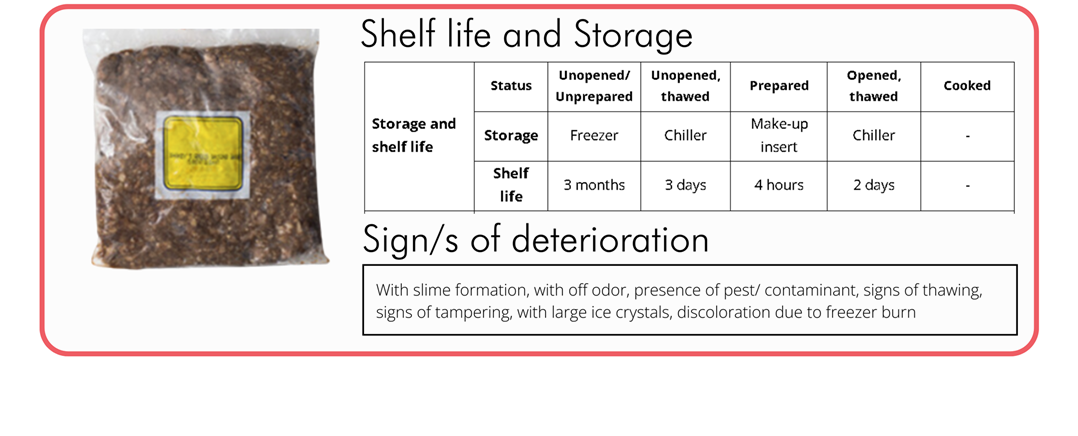 Shelf life and Storage
Storage and
shelf life
Status
Unopened/
Unprepared
Unopened,
thawed
Prepared
Opened,
thawed
Cooked
Storage
Freezer
Chiller
Make-up
insert
Chiller
-
Shelf
life
3 months
3 days
4 hours
2 days
-
Sign/s of deterioration
With slime formation, with off odor, presence of pest/ contaminant, signs of thawing,
signs of tampering, with large ice crystals, discoloration due to freezer burn